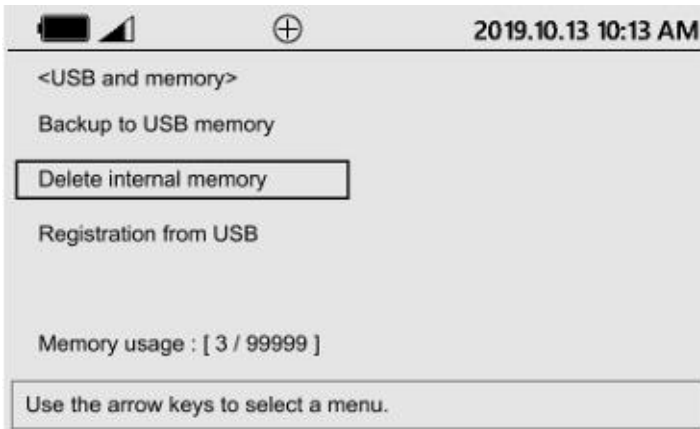 2019.10.13 10:13 AM
<USB and memory>
Backup to USB memory
Delete internal memory
Registration from USB
Memory usage : [ 3 / 99999 ]
Use the arrow keys to select a menu.